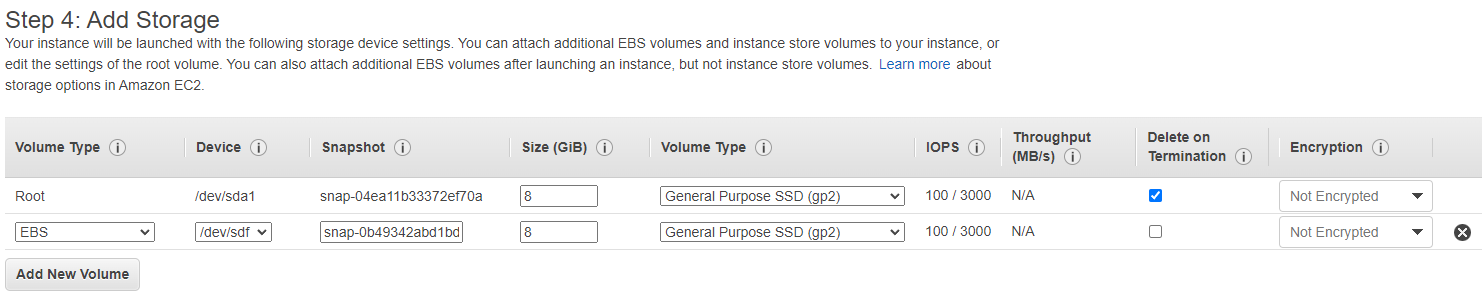 Step 4: Add Storage
Your instance will be launched with the following storage device settings. You can attach additional EBS volumes and instance store volumes to your instance, or
edit the settings of the root volume. You can also attach additional EBS volumes after launching an instance, but not instance store volumes. Learn more about
storage options in Amazon EC2.
Volume Type Device Snapshot Size (GiB) Volume Type IOPS Throughput (MB/s) Delete on Termination Encryption
Root /dev/sda1 snap-04ea11b33372ef70a 8 General Purpose SSD (gp2) 100 / 3000 N/A Not Encrypted
EBS /dev/sdf snap-0b49342abd1bd 8 General Purpose SSD (gp2) 100 / 3000 N/A Not Encrypted
Add New Volume